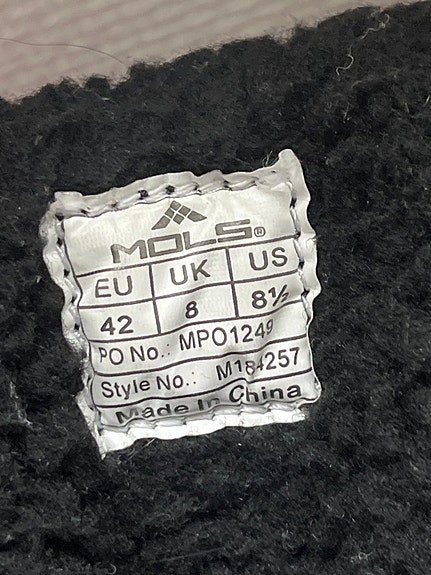 MOLS®
EU UK US
42 8 8½
PO No.: MPO1249
Style No.: M184257
Made In China